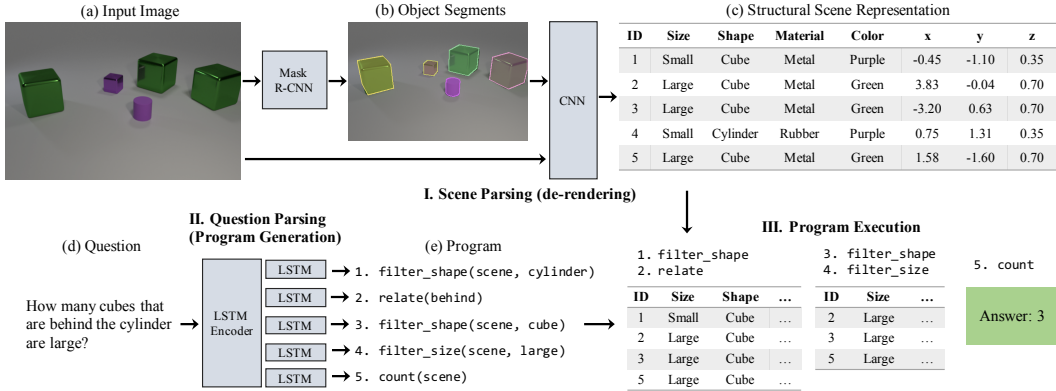 (a) Input Image
(b) Object Segments
(c) Structural Scene Representation
Mask
R-CNN
CNN
ID Size Shape Material Color x y z
1 Small Cube Metal Purple -0.45 -1.10 0.35
2 Large Cube Metal Green 3.83 -0.04 0.70
3 Large Cube Metal Green -3.20 0.63 0.70
4 Small Cylinder Rubber Purple 0.75 1.31 0.35
5 Large Cube Metal Green 1.58 -1.60 0.70
I. Scene Parsing (de-rendering)
II. Question Parsing
(Program Generation)
III. Program Execution
(d) Question
(e) Program
How many cubes that
are behind the cylinder
are large?
LSTM
Encoder
LSTM
LSTM
LSTM
LSTM
LSTM
1. filter_shape(scene, cylinder)
2. relate(behind)
3. filter_shape(scene, cube)
4. filter_size(scene, large)
5. count(scene)
1. filter_shape
2. relate
ID Size Shape ...
1 Small Cube ...
2 Large Cube ...
3 Large Cube ...
5 Large Cube ...
3. filter_shape
4. filter_size
ID Size ...
2 Large ...
3 Large ...
5 Large ...
5. count
Answer: 3